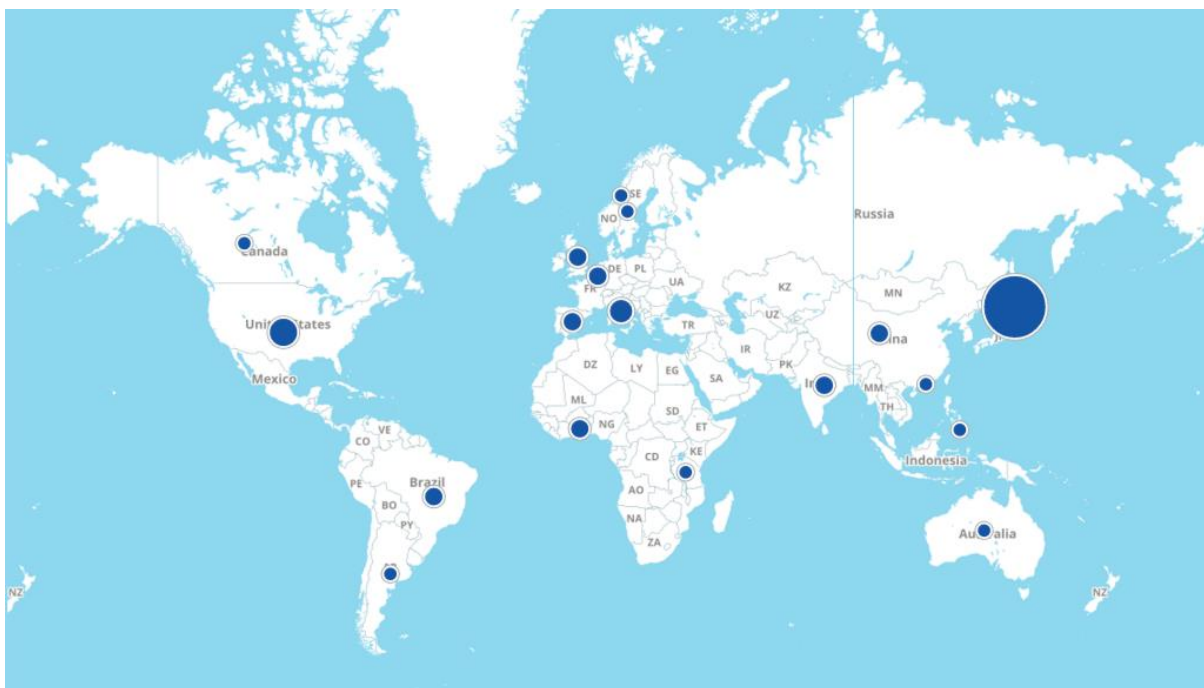 SE
NO
Russia
Canada
DE
PL
FR
UA
KZ
MN
United States
UZ
TR
China
IR
PK
Mexico
DZ
LY
EG
SA
MM
TH
ML
NG
SD
ET
VE
CO
CD
KE
Indonesia
Brazil
PE
AO
BO
NA
PY
ZA
Australia
NZ
NZ